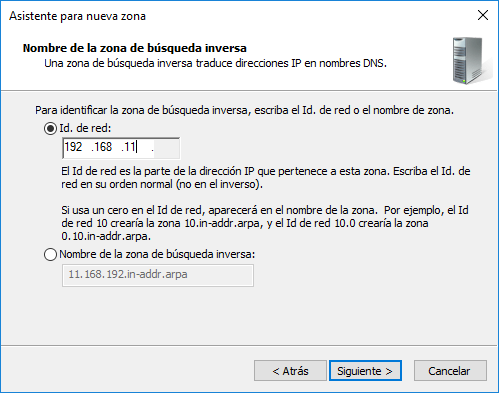 Asistente para nueva zona
Nombre de la zona de búsqueda inversa
Una zona de búsqueda inversa traduce direcciones IP en nombres DNS.
Para identificar la zona de búsqueda inversa, escriba el Id. de red o el nombre de zona.
Id. de red:
192 .168 .11 .
El Id de red es la parte de la dirección IP que pertenece a esta zona. Escriba el Id. de
red en su orden normal (no en el inverso).
Si usa un cero en el Id de red, aparecerá en el nombre de la zona. Por ejemplo, el Id
de red 10 crearía la zona 10.in-addr.arpa, y el Id de red 10.0 crearía la zona
0.10.in-addr.arpa.
Nombre de la zona de búsqueda inversa:
11.168.192.in-addr.arpa
< Atrás
Siguiente >
Cancelar